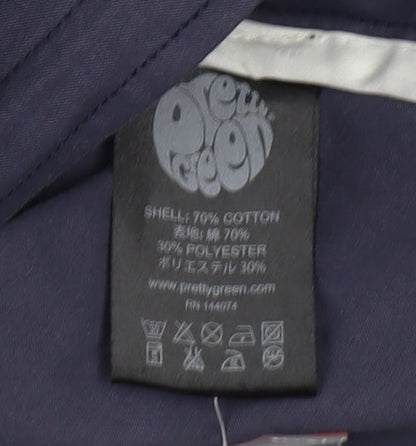 Pretty
Green
SHELL: 70% COTTON
表地: 綿 70%
30% POLYESTER
ポリエステル 30%
www.prettygreen.com
RN 144074